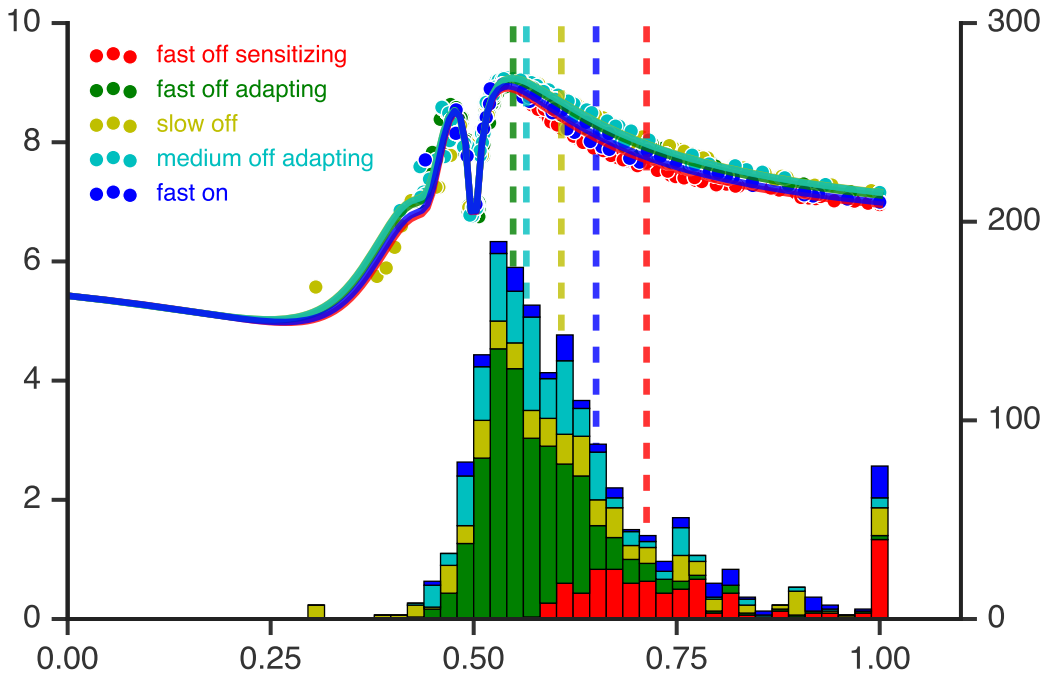 10
8
6
4
2
0
fast off sensitizing
fast off adapting
slow off
medium off adapting
fast on
300
200
100
0
0.00 0.25 0.50 0.75 1.00